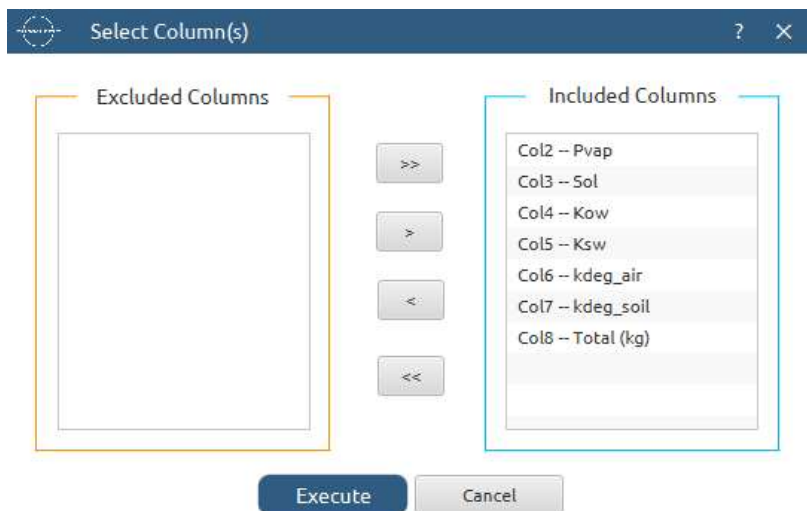 Select Column(s) ? ×
Excluded Columns
Included Columns
>>
>
<
<<
Col2 -- Pvap
Col3 -- Sol
Col4 -- Kow
Col5 -- Ksw
Col6 -- kdeg_air
Col7 -- kdeg_soil
Col8 -- Total (kg)
Execute
Cancel